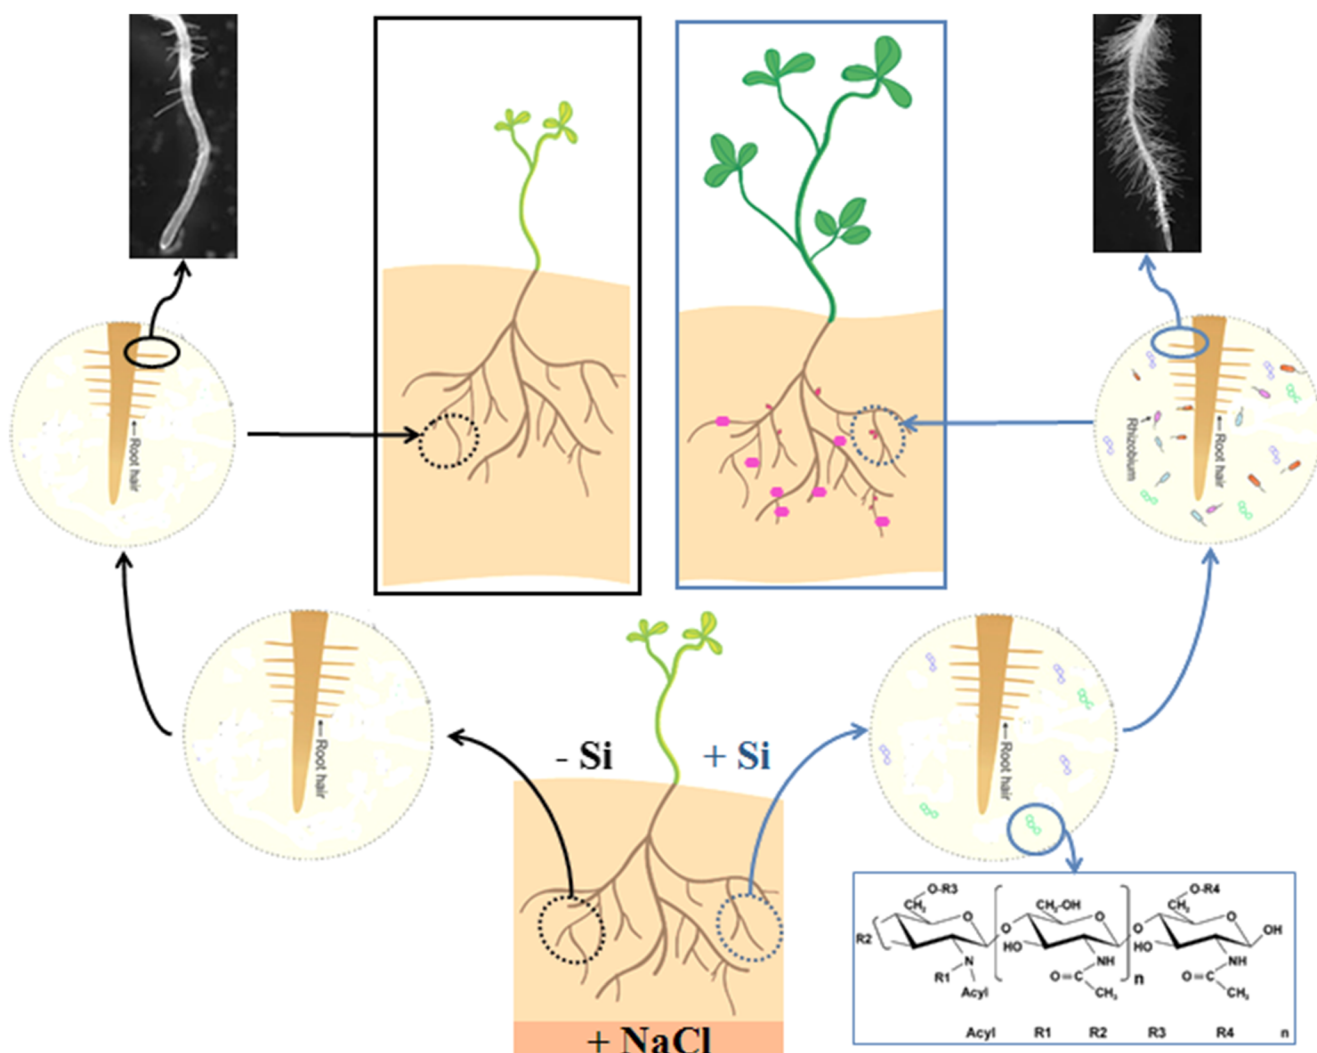 Root hair
Root hair
Rhizobium
Root hair
Root hair
- Si
+ Si
+ NaCl
O-R3
CH₂
R2
O
N
R1
Acyl
O
CH₂-OH
O
HO
NH
O=C
CH₃
n
O
O-R4
CH₂
O
OH
HO
NH
O=C
CH₃
Acyl R1 R2 R3 R4 n